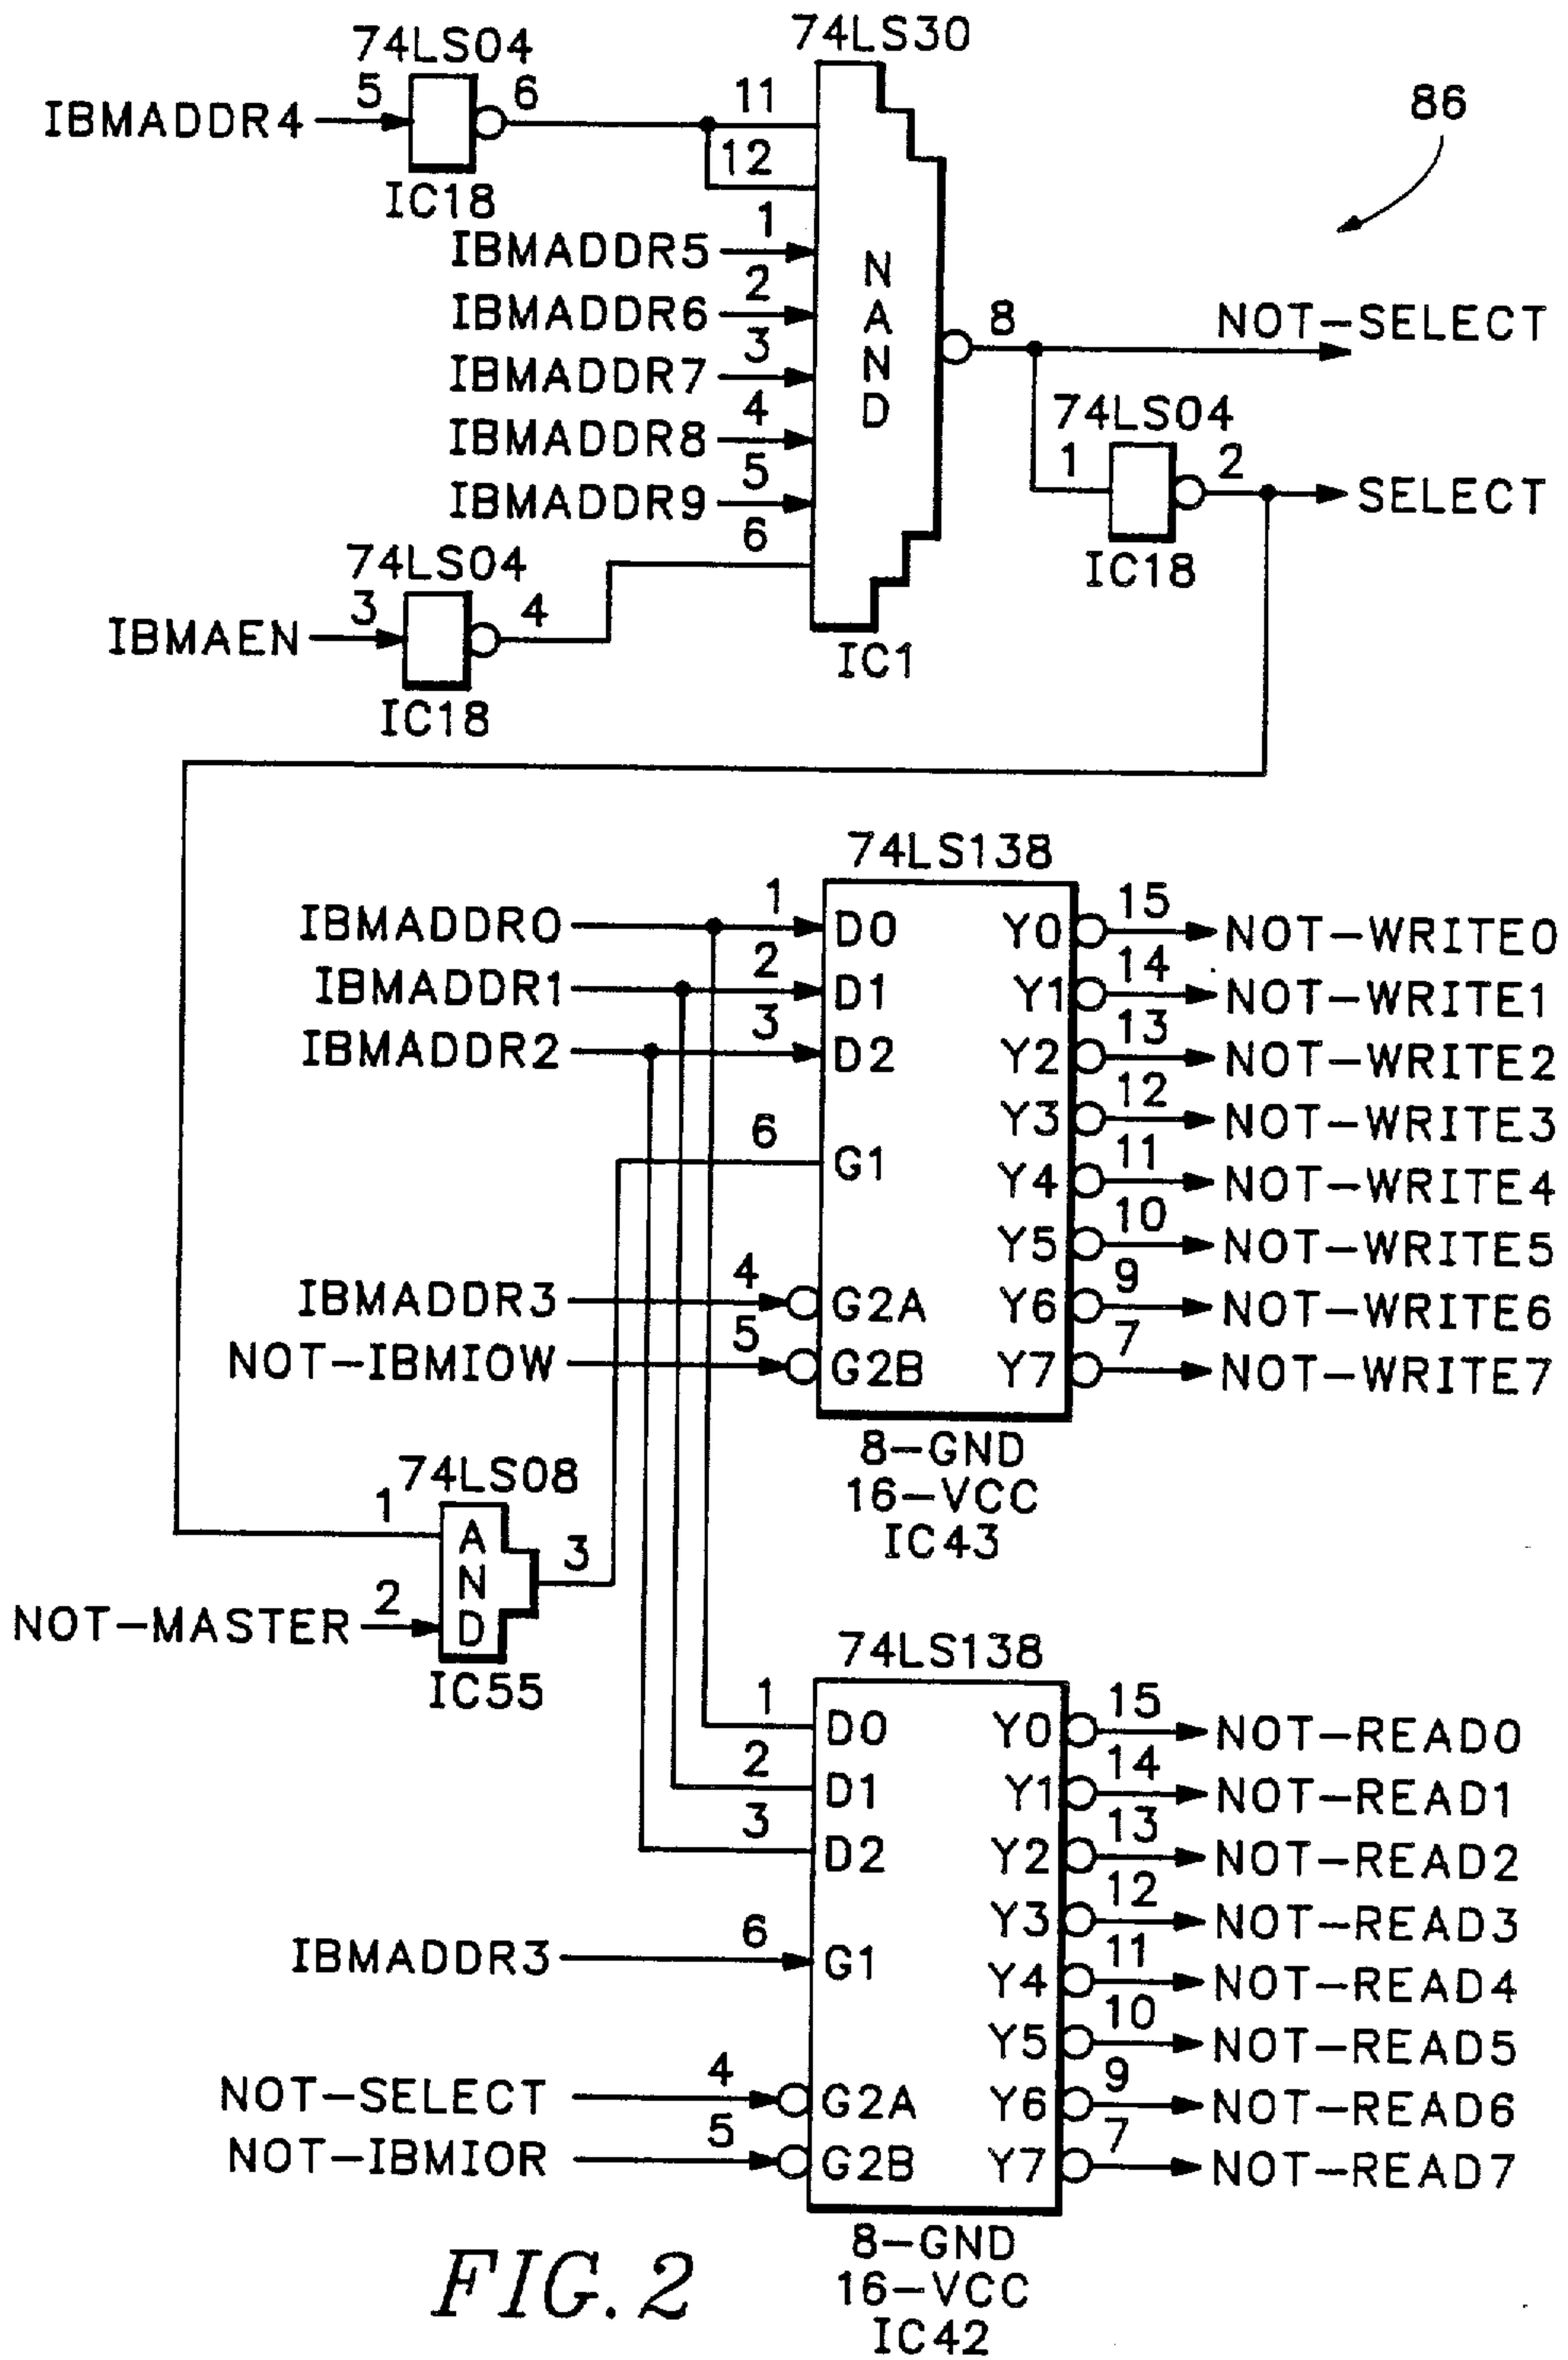 74LS04
74LS30
IBMADDR4
5
6
11
12
IC18
86
IBMADDR5
1
IBMADDR6
2
IBMADDR7
3
IBMADDR8
4
IBMADDR9
5
6
NAND
8
NOT-SELECT
74LS04
1
2
SELECT
IC18
74LS04
IBMAEN
3
4
IC18
IC1
74LS138
IBMADDR0 1 D0 Y0 15 NOT-WRITE0
IBMADDR1 2 D1 Y1 14 NOT-WRITE1
IBMADDR2 3 D2 Y2 13 NOT-WRITE2
Y3 12 NOT-WRITE3
6 G1 Y4 11 NOT-WRITE4
Y5 10 NOT-WRITE5
IBMADDR3 4 G2A Y6 9 NOT-WRITE6
NOT-IBMIOW 5 G2B Y7 7 NOT-WRITE7
8-GND
16-VCC
IC43
74LS08
1
AND
3
NOT-MASTER
2
IC55
74LS138
1 D0 Y0 15 NOT-READ0
2 D1 Y1 14 NOT-READ1
3 D2 Y2 13 NOT-READ2
Y3 12 NOT-READ3
IBMADDR3 6 G1 Y4 11 NOT-READ4
Y5 10 NOT-READ5
NOT-SELECT 4 G2A Y6 9 NOT-READ6
NOT-IBMIOR 5 G2B Y7 7 NOT-READ7
8-GND
16-VCC
IC42
FIG. 2